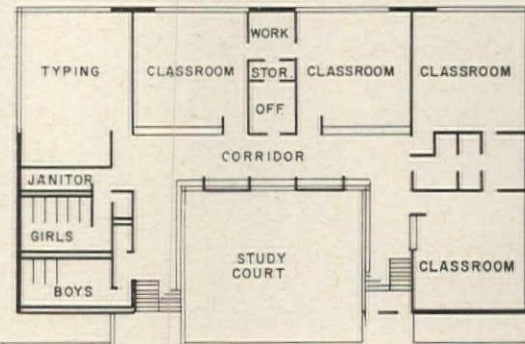 WORK
TYPING
CLASSROOM
STOR.
CLASSROOM
CLASSROOM
OFF.
CORRIDOR
JANITOR
GIRLS
STUDY
COURT
CLASSROOM
BOYS